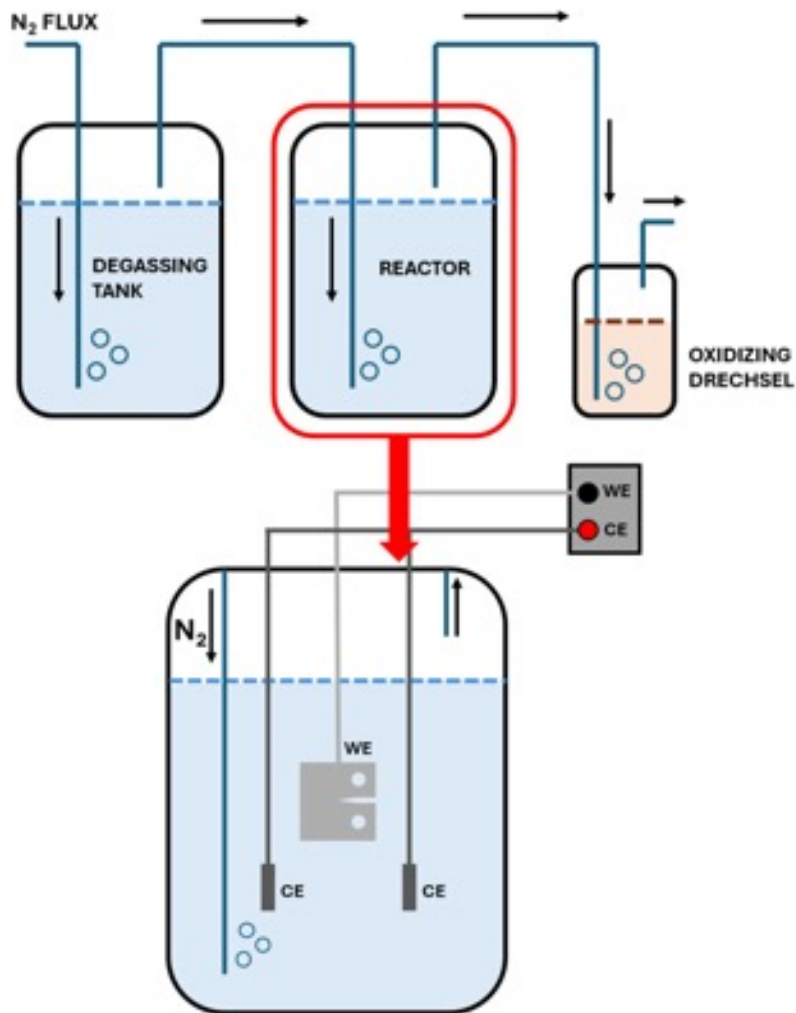 N₂ FLUX
DEGASSING
TANK
REACTOR
OXIDIZING
DRECHSEL
WE
CE
N₂
WE
CE
CE